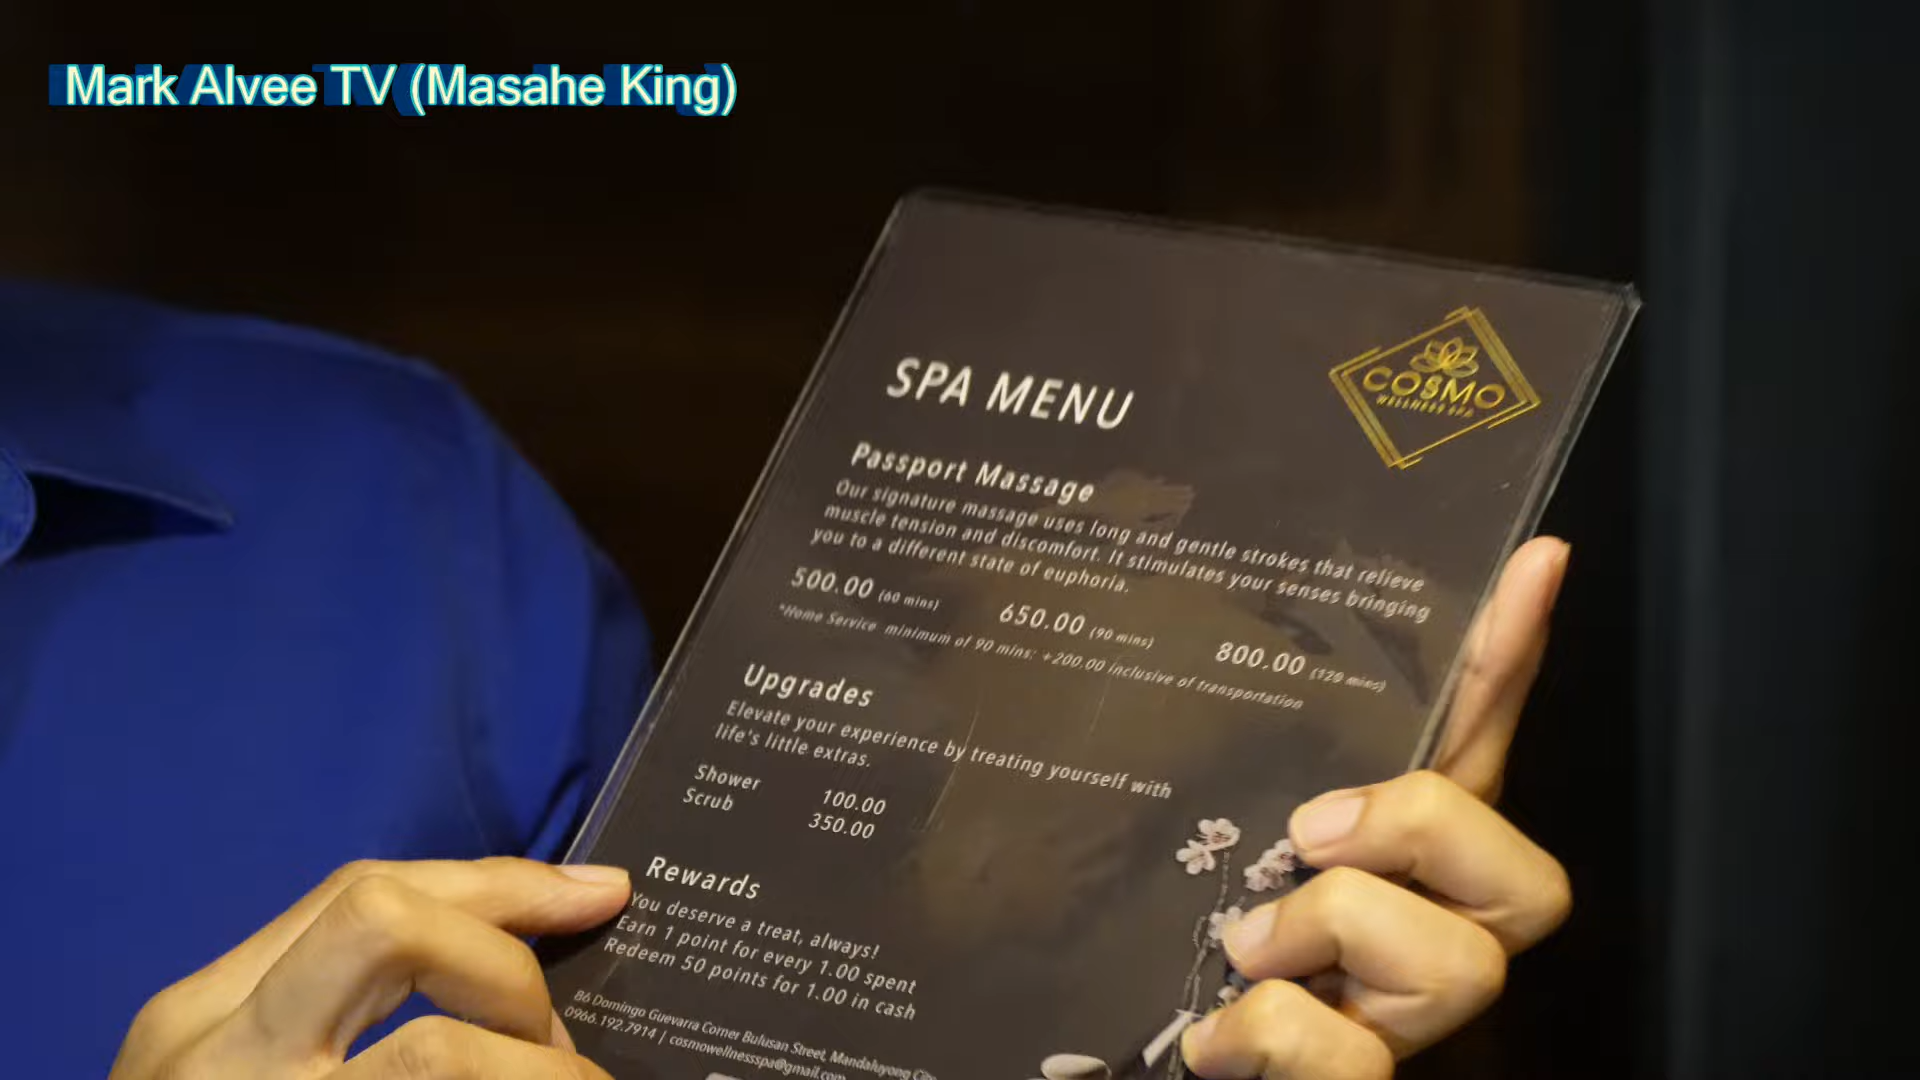 Mark Alvee TV (Masahe King)
COSMO
WELLNESS SPA
SPA MENU
Passport Massage
Our signature massage uses long and gentle strokes that relieve
muscle tension and discomfort. It stimulates your senses bringing
you to a different state of euphoria.
500.00 (60 mins) 650.00 (90 mins) 800.00 (120 mins)
*Home Service minimum of 90 mins: +200.00 inclusive of transportation
Upgrades
Elevate your experience by treating yourself with
life's little extras.
Shower 100.00
Scrub 350.00
Rewards
You deserve a treat, always!
Earn 1 point for every 1.00 spent
Redeem 50 points for 1.00 in cash
86 Domingo Guevarra Corner Bulusan Street, Mandaluyong City
0966.192.7914 | cosmowellnessspa@gmail.com